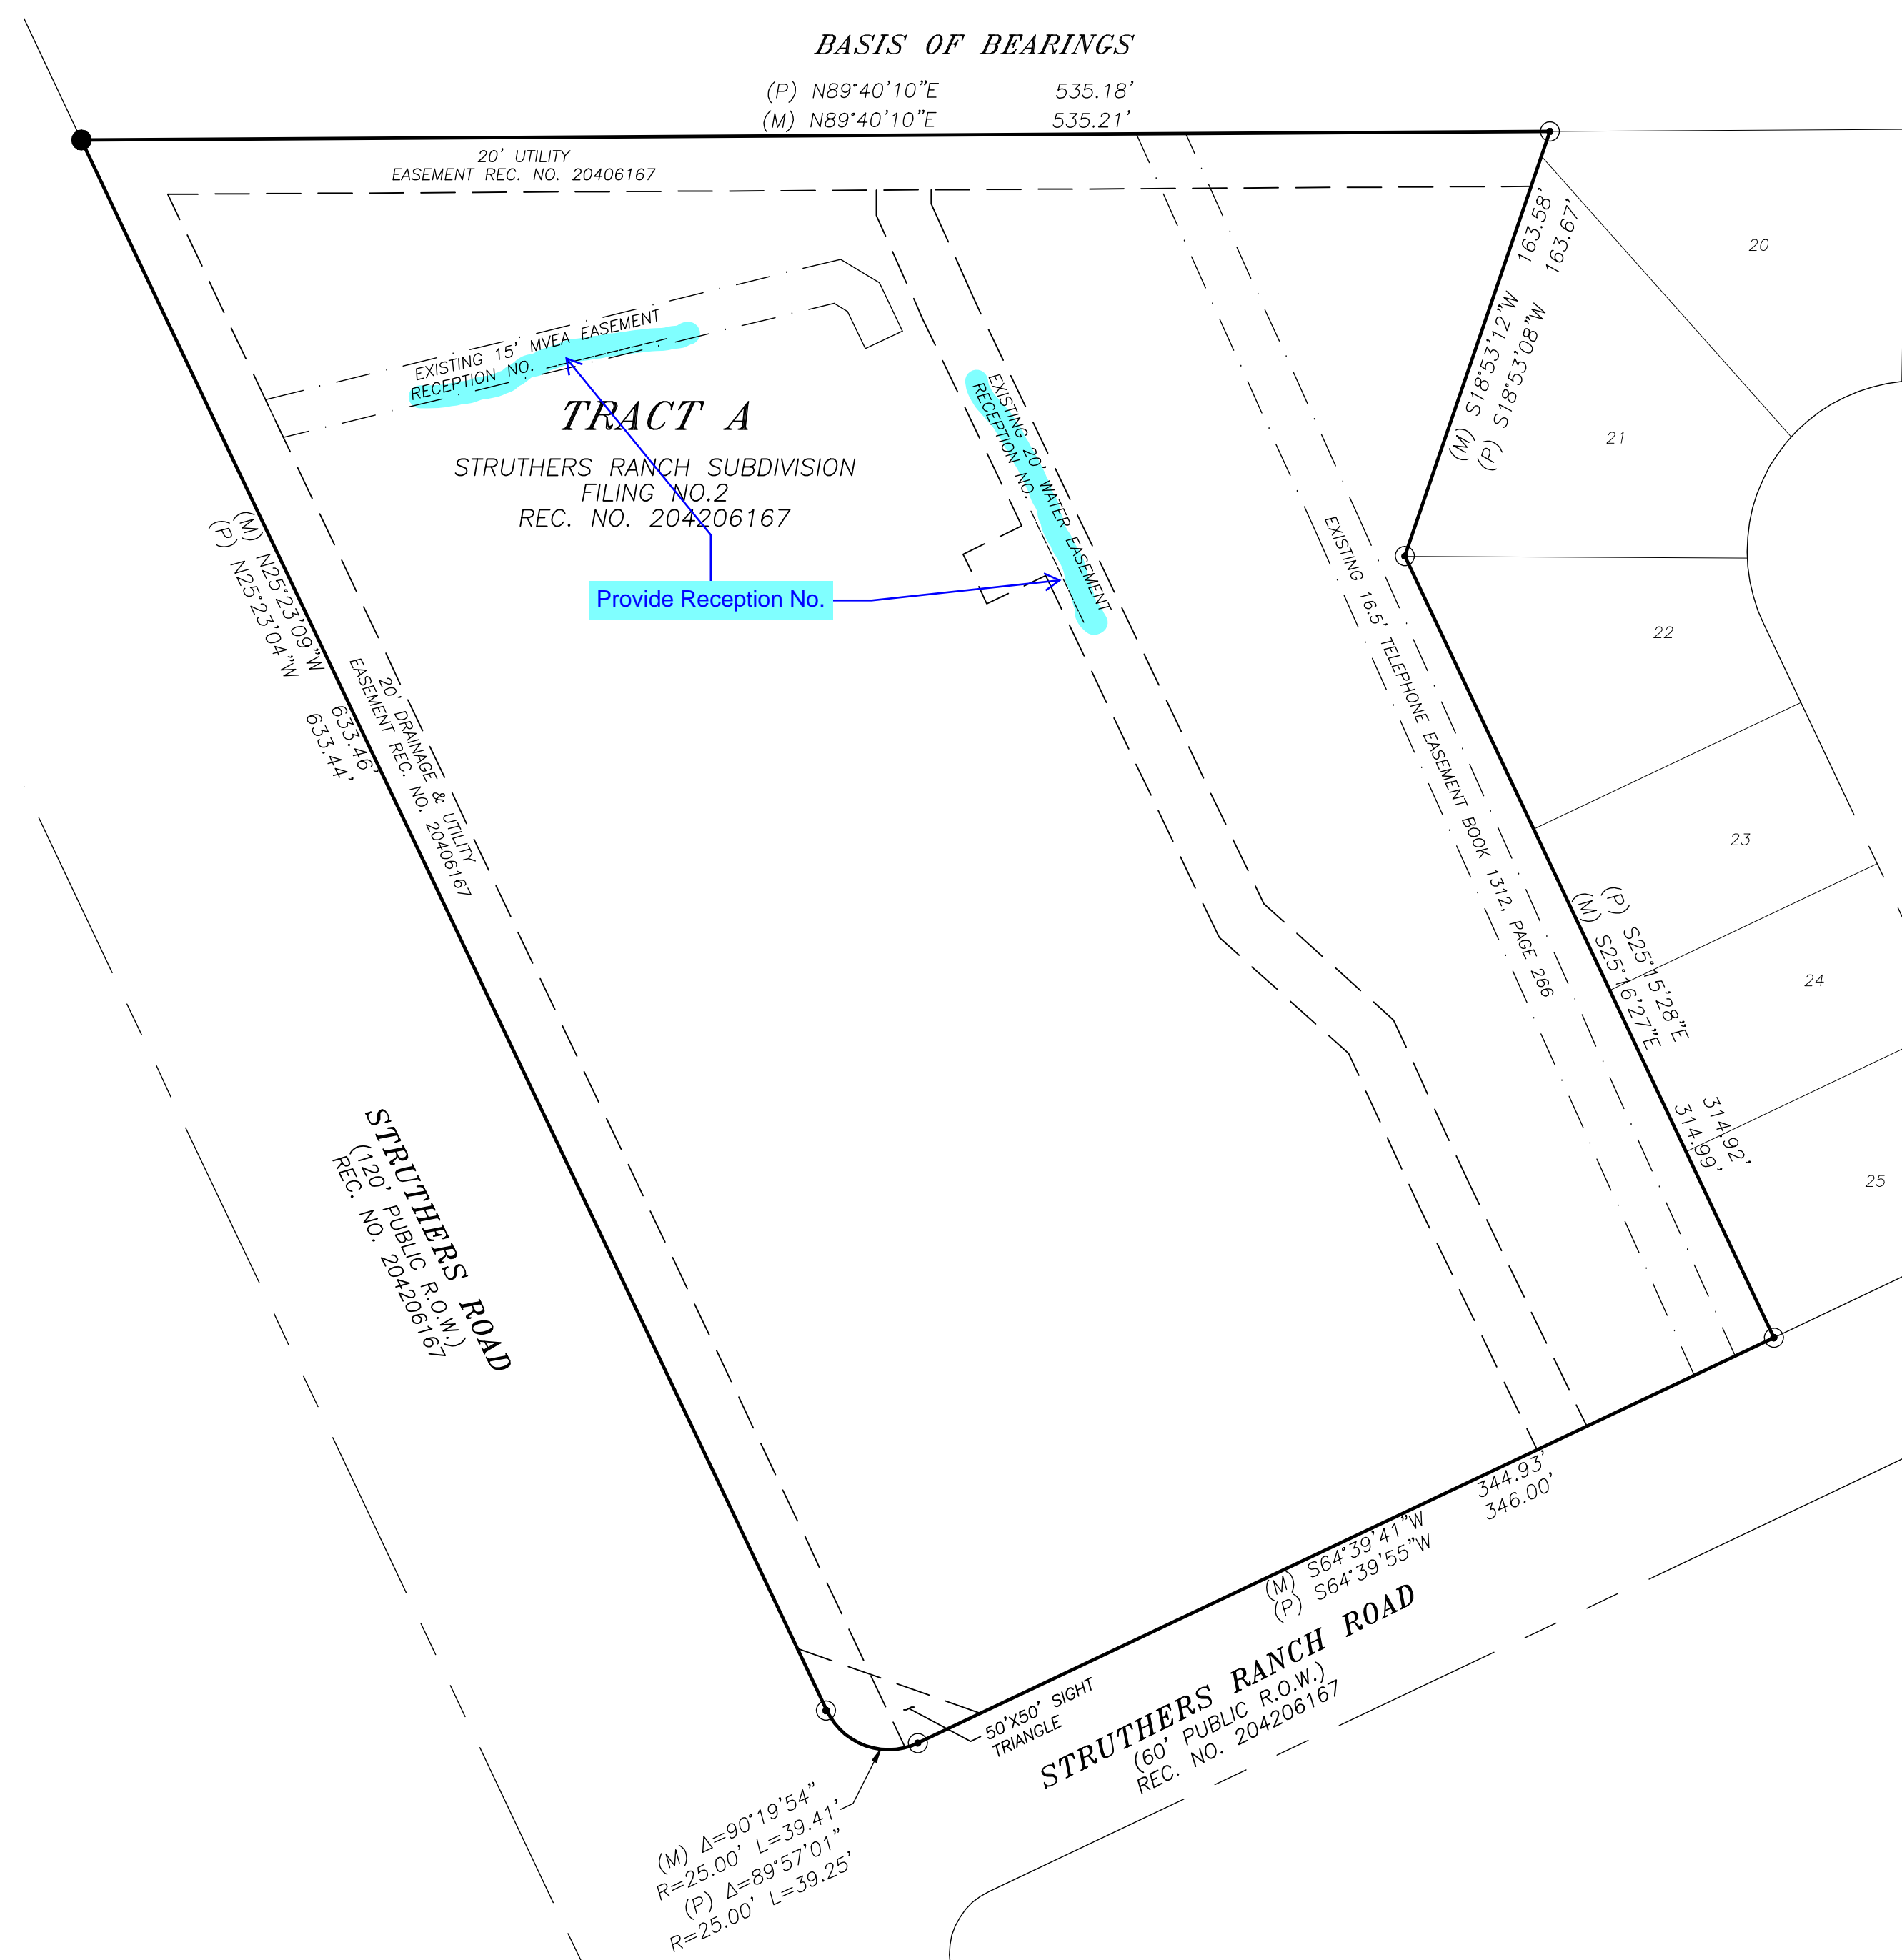 BASIS OF BEARINGS
(P) N89°40'10"E 535.18'
(M) N89°40'10"E 535.21'
20' UTILITY
EASEMENT REC. NO. 20406167
(M) S18°53'12"W 163.58'
(P) S18°53'08"W 163.67'
20
21
22
23
24
25
EXISTING 15' MVEA EASEMENT
RECEPTION NO.
TRACT A
STRUTHERS RANCH SUBDIVISION
FILING NO.2
REC. NO. 204206167
EXISTING 20' WATER EASEMENT
RECEPTION NO.
Provide Reception No.
EXISTING 16.5' TELEPHONE EASEMENT BOOK 1312, PAGE 266
(M) N25°23'09"W 633.46'
(P) N25°23'04"W 633.44'
20' DRAINAGE & UTILITY
EASEMENT REC. NO. 20406167
(P) S25°15'28"E 314.92'
(M) S25°16'27"E 314.99'
STRUTHERS ROAD
(120' PUBLIC R.O.W.)
REC. NO. 204206167
(M) S64°39'41"W 344.93'
(P) S64°39'55"W 346.00'
STRUTHERS RANCH ROAD
(60' PUBLIC R.O.W.)
REC. NO. 204206167
50'X50' SIGHT
TRIANGLE
(M) Δ=90°19'54"
R=25.00' L=39.41'
(P) Δ=89°57'01"
R=25.00' L=39.25'